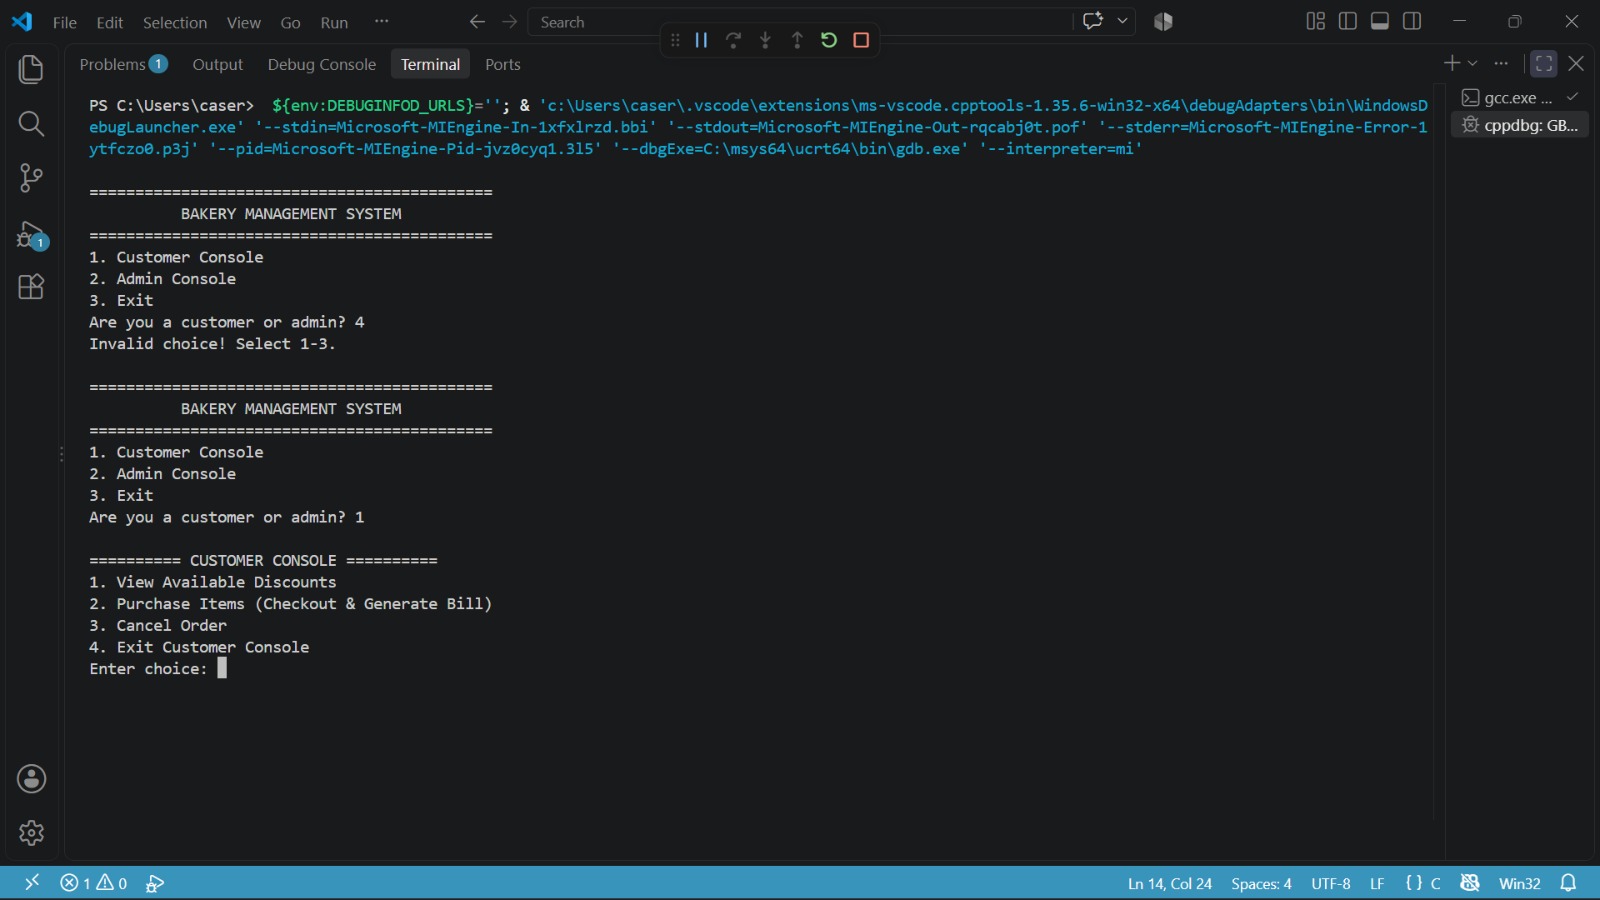 File Edit Selection View Go Run ··· Search
Problems 1 Output Debug Console Terminal Ports
PS C:\Users\caser> ${env:DEBUGINFOD_URLS}=''; & 'c:\Users\caser\.vscode\extensions\ms-vscode.cpptools-1.35.6-win32-x64\debugAdapters\bin\WindowsD
ebugLauncher.exe' '--stdin=Microsoft-MIEngine-In-1xfxlrzd.bbi' '--stdout=Microsoft-MIEngine-Out-rqcabj0t.pof' '--stderr=Microsoft-MIEngine-Error-1
ytfczo0.p3j' '--pid=Microsoft-MIEngine-Pid-jvz0cyq1.3l5' '--dbgExe=C:\msys64\ucrt64\bin\gdb.exe' '--interpreter=mi'
gcc.exe ...
cppdbg: GB...
============================================
BAKERY MANAGEMENT SYSTEM
============================================
1. Customer Console
2. Admin Console
3. Exit
Are you a customer or admin? 4
Invalid choice! Select 1-3.
============================================
BAKERY MANAGEMENT SYSTEM
============================================
1. Customer Console
2. Admin Console
3. Exit
Are you a customer or admin? 1
========== CUSTOMER CONSOLE ==========
1. View Available Discounts
2. Purchase Items (Checkout & Generate Bill)
3. Cancel Order
4. Exit Customer Console
Enter choice:
1
1 0 Ln 14, Col 24 Spaces: 4 UTF-8 LF {} C Win32